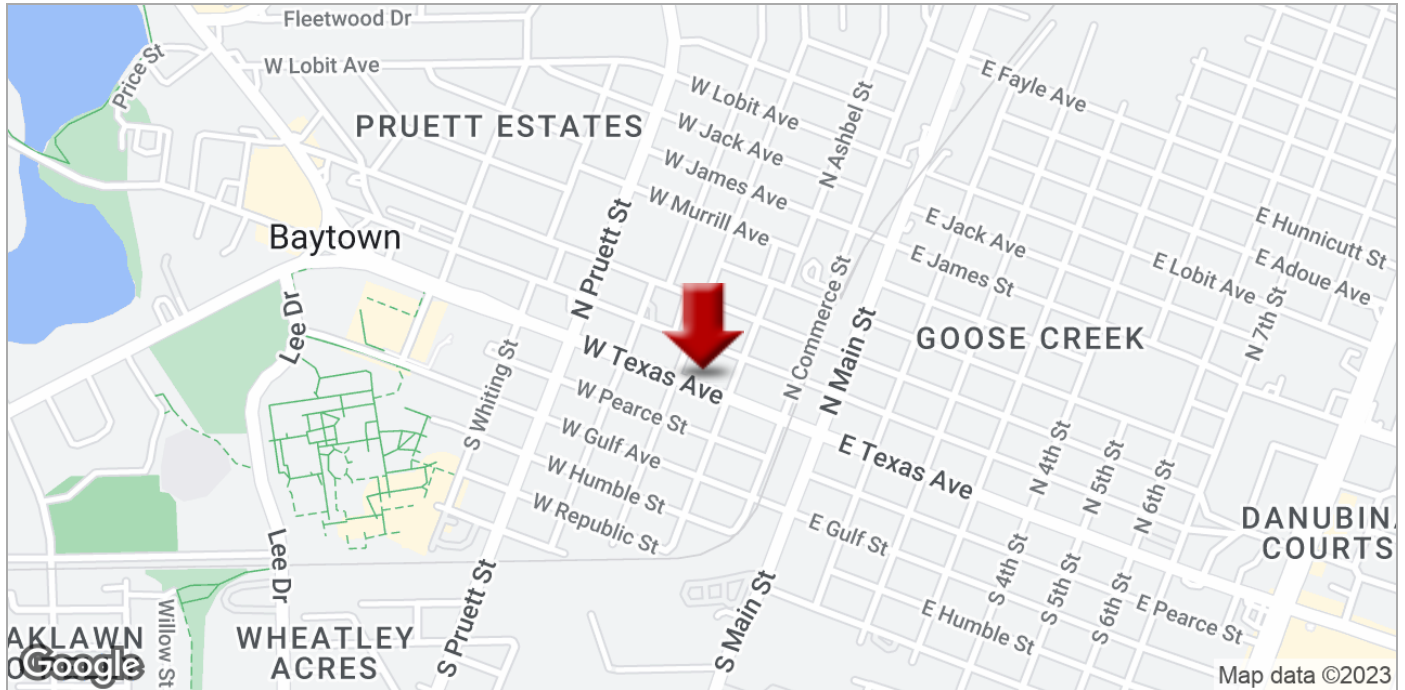 Fleetwood Dr
Price St
W Lobit Ave
E Fayle Ave
W Lobit Ave
PRUETT ESTATES
W Jack Ave
N Ashbel St
W James Ave
W Murrill Ave
E Jack Ave
E Hunnicutt St
Baytown
N Pruett St
E James St
E Lobit Ave
E Adoue Ave
N Commerce St
N 7th St
Lee Dr
GOOSE CREEK
W Texas Ave
N Main St
S Whiting St
W Pearce St
W Gulf Ave
E Texas Ave
N 4th St
N 5th St
N 6th St
W Humble St
W Republic St
E Gulf St
DANUBINA
COURTS
Lee Dr
S Pruett St
S Main St
S 4th St
S 5th St
S 6th St
E Pearce St
E Humble St
Willow St
AKLAWN
WHEATLEY
ACRES
Google
Map data ©2023